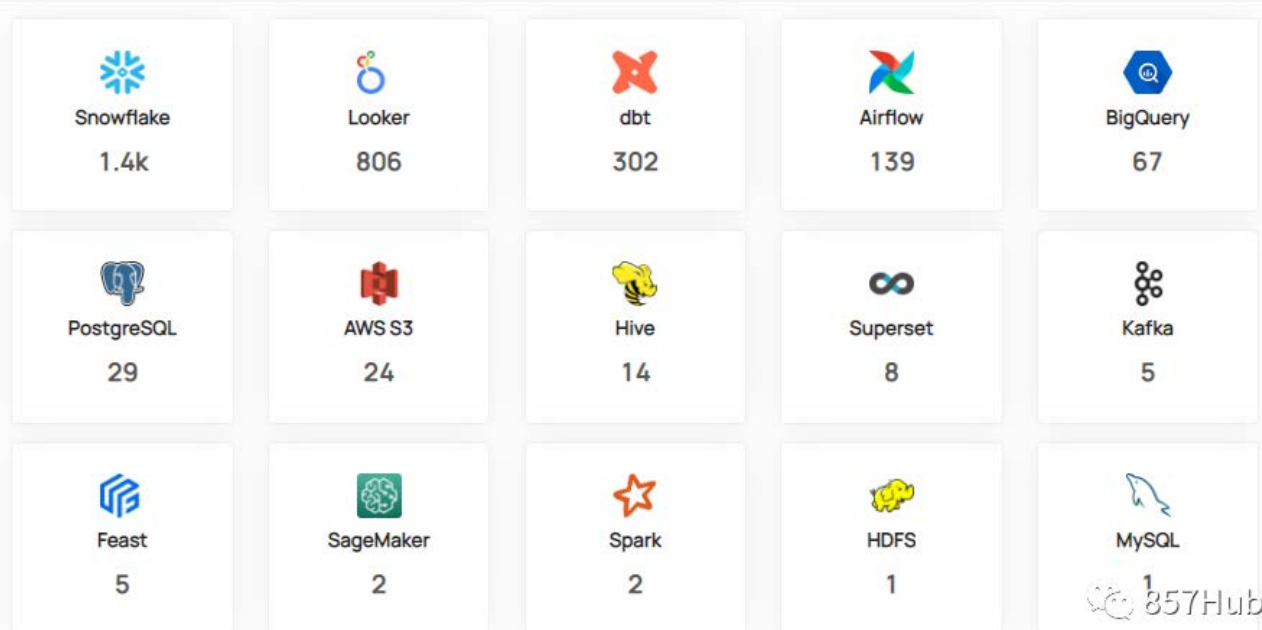 Snowflake Looker dbt Airflow BigQuery
1.4k 806 302 139 67
PostgreSQL AWS S3 Hive Superset Kafka
29 24 14 8 5
Feast SageMaker Spark HDFS MySQL
5 2 2 1 1
857Hub